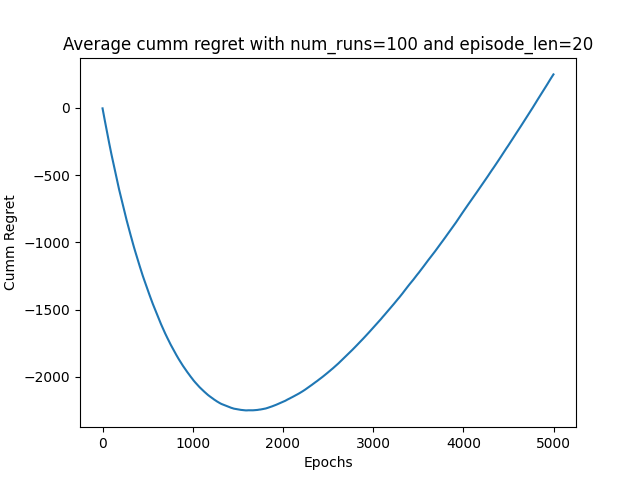 Average cumm regret with num_runs=100 and episode_len=20
Cumm Regret
0
−500
−1000
−1500
−2000
0 1000 2000 3000 4000 5000
Epochs